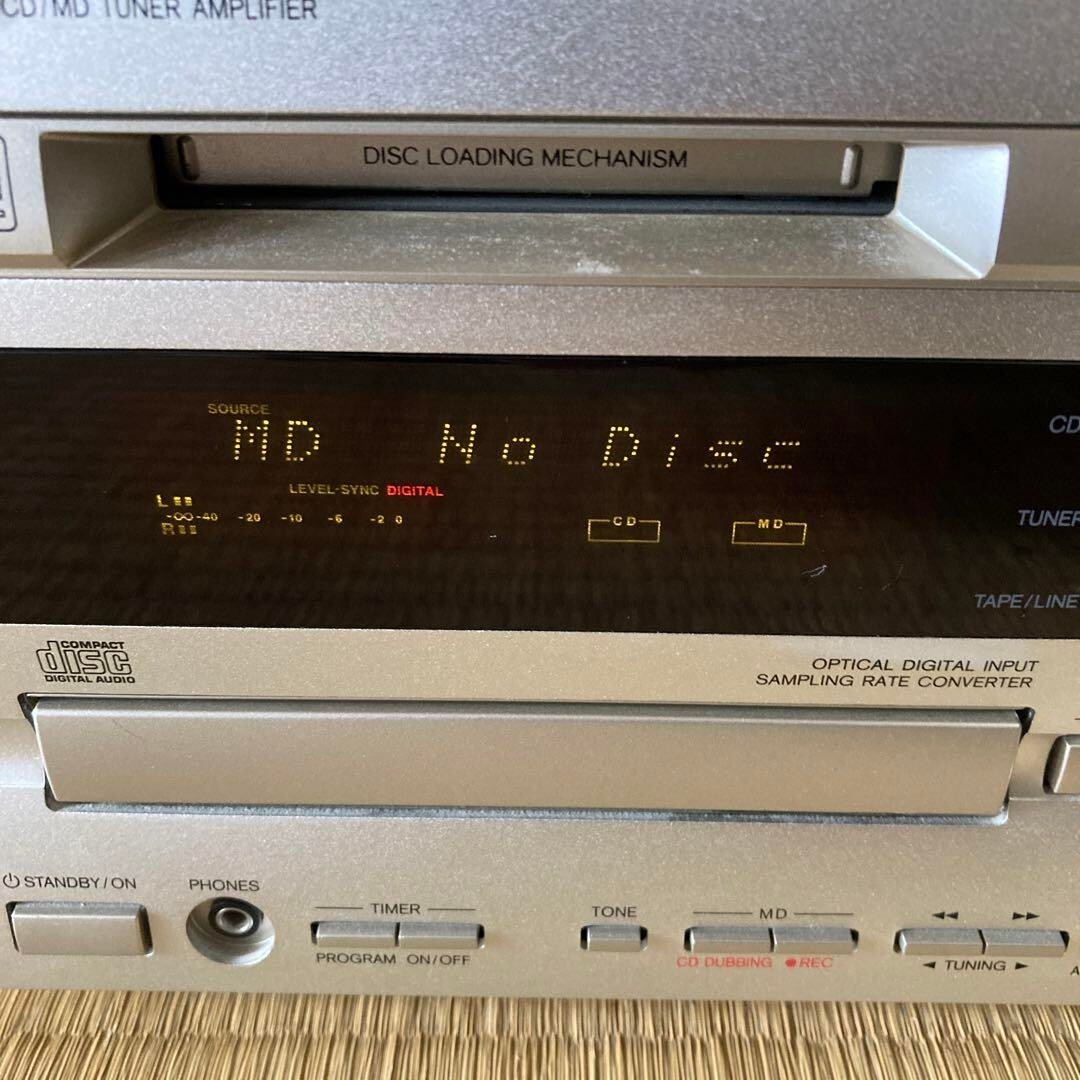 CD/MD TUNER AMPLIFIER
DISC LOADING MECHANISM
SOURCE
MD No Disc
LEVEL-SYNC DIGITAL
L
-∞ -40 -20 -10 -6 -2 0
R
CD
MD
CD
TUNER
TAPE/LINE
COMPACT
disc
DIGITAL AUDIO
OPTICAL DIGITAL INPUT
SAMPLING RATE CONVERTER
STANDBY/ON
PHONES
TIMER
PROGRAM ON/OFF
TONE
MD
CD DUBBING ●REC
◄◄ ►►
◄ TUNING ►